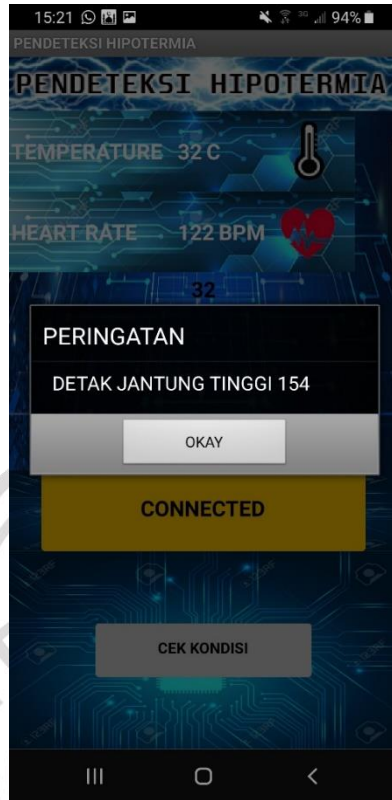 15:21 3G 94%
PENDETEKSI HIPOTERMIA
PENDETEKSI HIPOTERMIA
TEMPERATURE 32 C
HEART RATE 122 BPM
32
PERINGATAN
DETAK JANTUNG TINGGI 154
OKAY
CONNECTED
CEK KONDISI